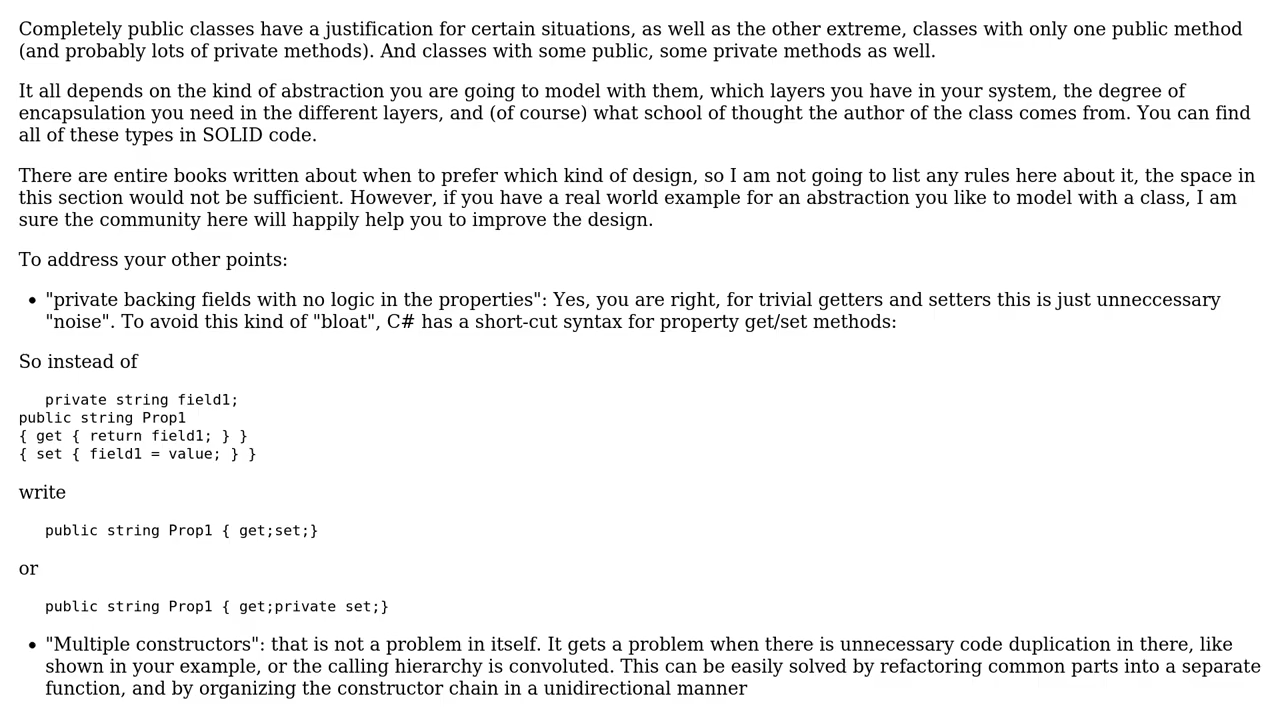 Completely public classes have a justification for certain situations, as well as the other extreme, classes with only one public method
(and probably lots of private methods). And classes with some public, some private methods as well.
It all depends on the kind of abstraction you are going to model with them, which layers you have in your system, the degree of
encapsulation you need in the different layers, and (of course) what school of thought the author of the class comes from. You can find
all of these types in SOLID code.
There are entire books written about when to prefer which kind of design, so I am not going to list any rules here about it, the space in
this section would not be sufficient. However, if you have a real world example for an abstraction you like to model with a class, I am
sure the community here will happily help you to improve the design.
To address your other points:
• "private backing fields with no logic in the properties": Yes, you are right, for trivial getters and setters this is just unneccessary
"noise". To avoid this kind of "bloat", C# has a short-cut syntax for property get/set methods:
So instead of
   private string field1;
public string Prop1
{ get { return field1; } }
{ set { field1 = value; } }
write
   public string Prop1 { get;set;}
or
   public string Prop1 { get;private set;}
• "Multiple constructors": that is not a problem in itself. It gets a problem when there is unnecessary code duplication in there, like
shown in your example, or the calling hierarchy is convoluted. This can be easily solved by refactoring common parts into a separate
function, and by organizing the constructor chain in a unidirectional manner